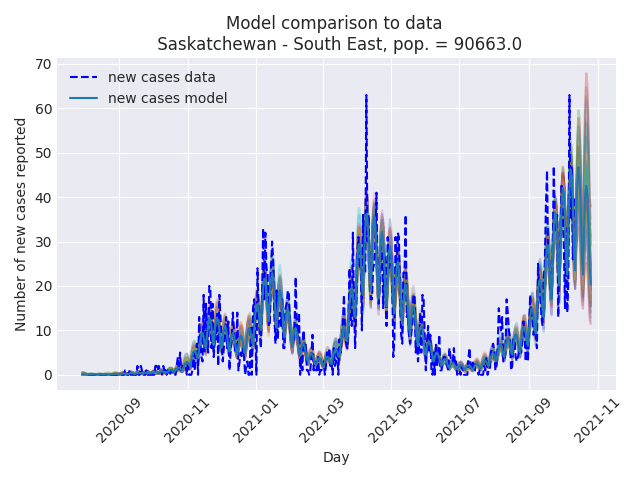 Model comparison to data
Saskatchewan - South East, pop. = 90663.0
new cases data
new cases model
Number of new cases reported
70
60
50
40
30
20
10
0
2020-09
2020-11
2021-01
2021-03
2021-05
2021-07
2021-09
2021-11
Day